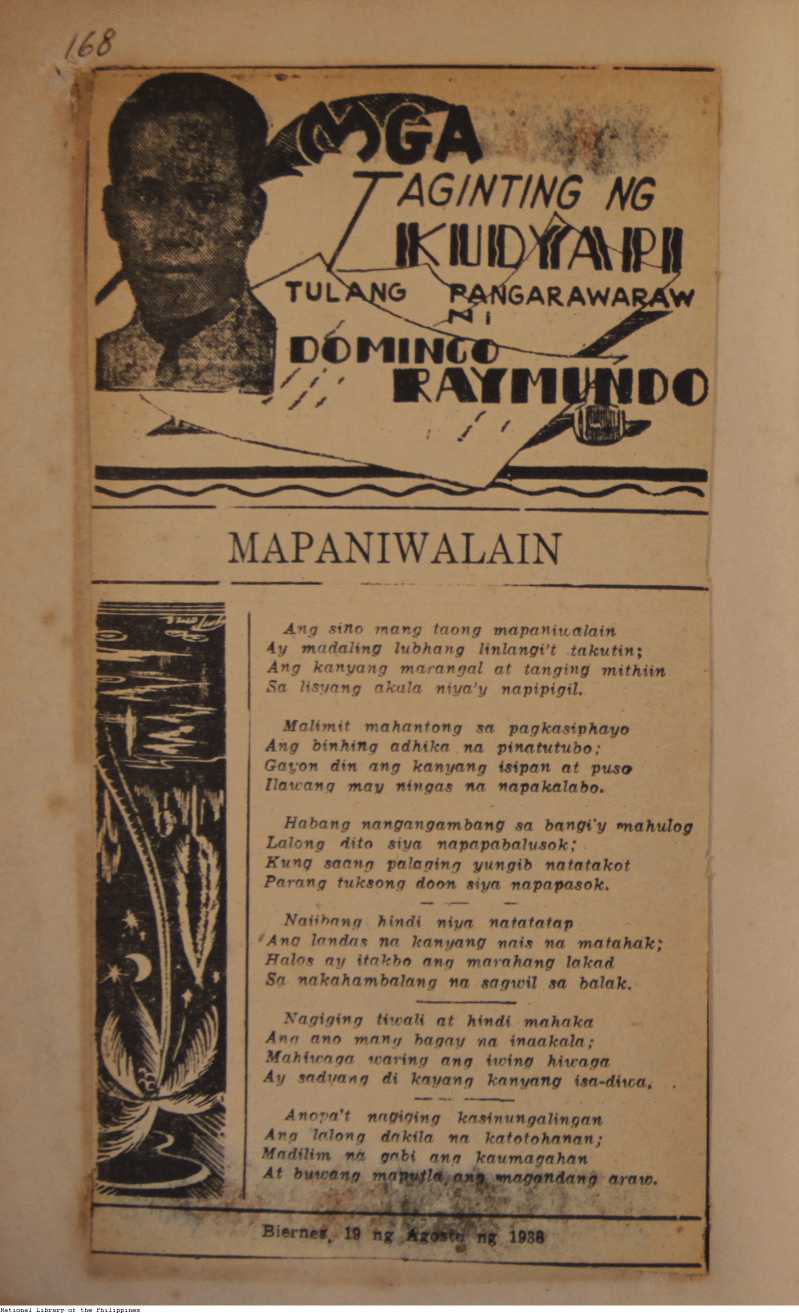 168
MGA
TAGINTING NG
KUDYAPI
TULANG PANGARAWARAW
NI
DOMINGO
RAYMUNDO
MAPANIWALAIN
Ang sino mang taong mapaniwalain
Ay madaling lubhang linlangi't takutin;
Ang kanyang marangal at tanging mithiin
Sa lisyang akala niya'y napipigil.
Malimit mahantong sa pagkasiphayo
Ang binhing adhika na pinatutubo;
Gayon din ang kanyang isipan at puso
Ilawang may ningas na napakalabo.
Habang nangangambang sa bangi'y mahulog
Lalong dito siya napapabalusok;
Kung saang palaging yungib natatakot
Parang tuksong doon siya napapasok.
Naiibang hindi niya natatatap
Ang landas na kanyang nais na matahak;
Halos ay itakbo ang marahang lakad
Sa nakahambalang na sagwil sa balak.
Nagiging tiwali at hindi mahaka
Ang ano mang bagay na inaakala;
Mahiwaga waring ang iwing hiwaga
Ay sadyang di kayang kanyang isa-diwa.
Anopa't nagiging kasinungalingan
Ang lalong dakila na katotohanan;
Madilim na gabi ang kaumagahan
At buwang maputla ang magandang araw.
Biernes, 19 ng Agosto ng 1938
National Library of the Philippines